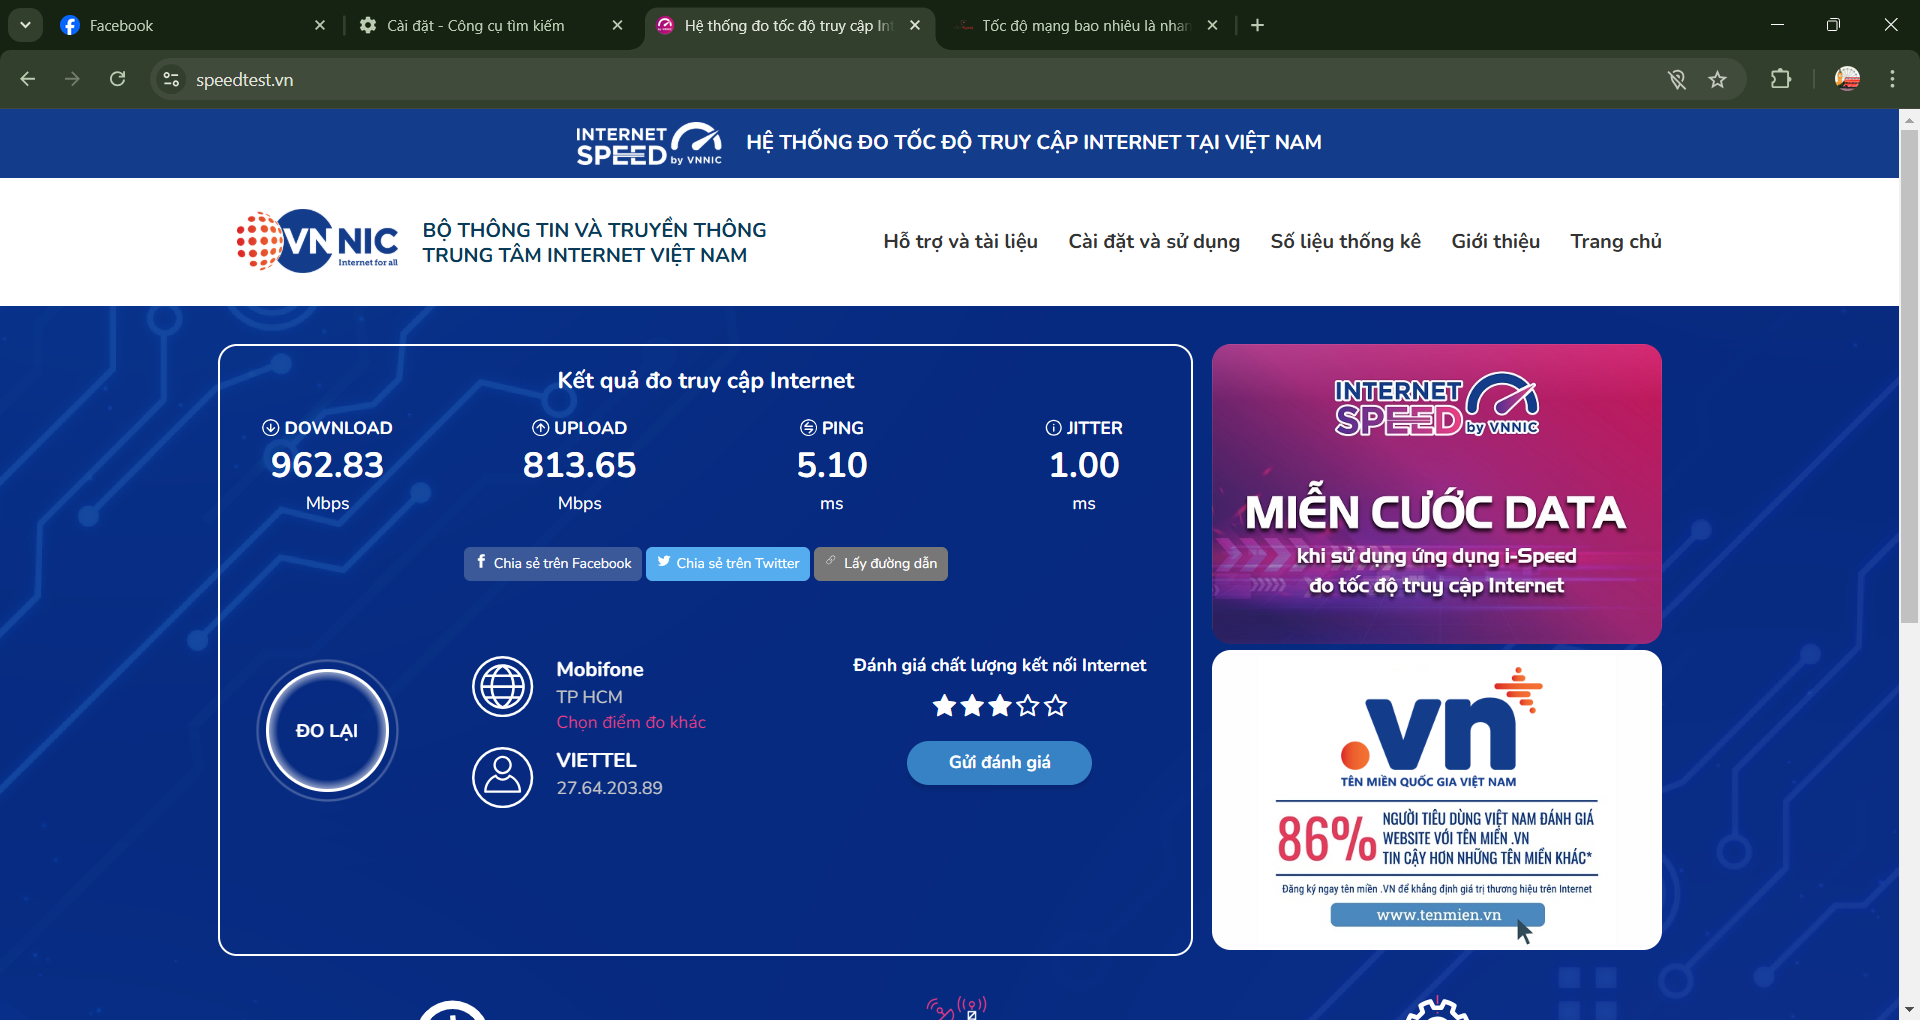 Facebook
Cài đặt - Công cụ tìm kiếm
Hệ thống đo tốc độ truy cập Int
Tốc độ mạng bao nhiêu là nhan
speedtest.vn
INTERNET
SPEED by VNNIC
HỆ THỐNG ĐO TỐC ĐỘ TRUY CẬP INTERNET TẠI VIỆT NAM
VNNIC
Internet for all
BỘ THÔNG TIN VÀ TRUYỀN THÔNG
TRUNG TÂM INTERNET VIỆT NAM
Hỗ trợ và tài liệu
Cài đặt và sử dụng
Số liệu thống kê
Giới thiệu
Trang chủ
Kết quả đo truy cập Internet
DOWNLOAD
962.83
Mbps
UPLOAD
813.65
Mbps
PING
5.10
ms
JITTER
1.00
ms
Chia sẻ trên Facebook
Chia sẻ trên Twitter
Lấy đường dẫn
ĐO LẠI
Mobifone
TP HCM
Chọn điểm đo khác
VIETTEL
27.64.203.89
Đánh giá chất lượng kết nối Internet
Gửi đánh giá
INTERNET
SPEED by VNNIC
MIỄN CƯỚC DATA
khi sử dụng ứng dụng i-Speed
đo tốc độ truy cập Internet
.vn
TÊN MIỀN QUỐC GIA VIỆT NAM
86%
NGƯỜI TIÊU DÙNG VIỆT NAM ĐÁNH GIÁ
WEBSITE VỚI TÊN MIỀN .VN
TIN CẬY HƠN NHỮNG TÊN MIỀN KHÁC*
Đăng ký ngay tên miền .VN để khẳng định giá trị thương hiệu trên Internet
www.tenmien.vn